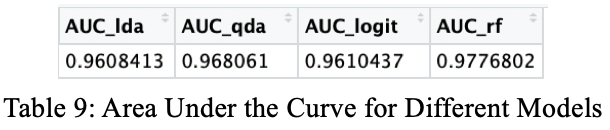 AUC_lda AUC_qda AUC_logit AUC_rf
0.9608413 0.968061 0.9610437 0.9776802
Table 9: Area Under the Curve for Different Models